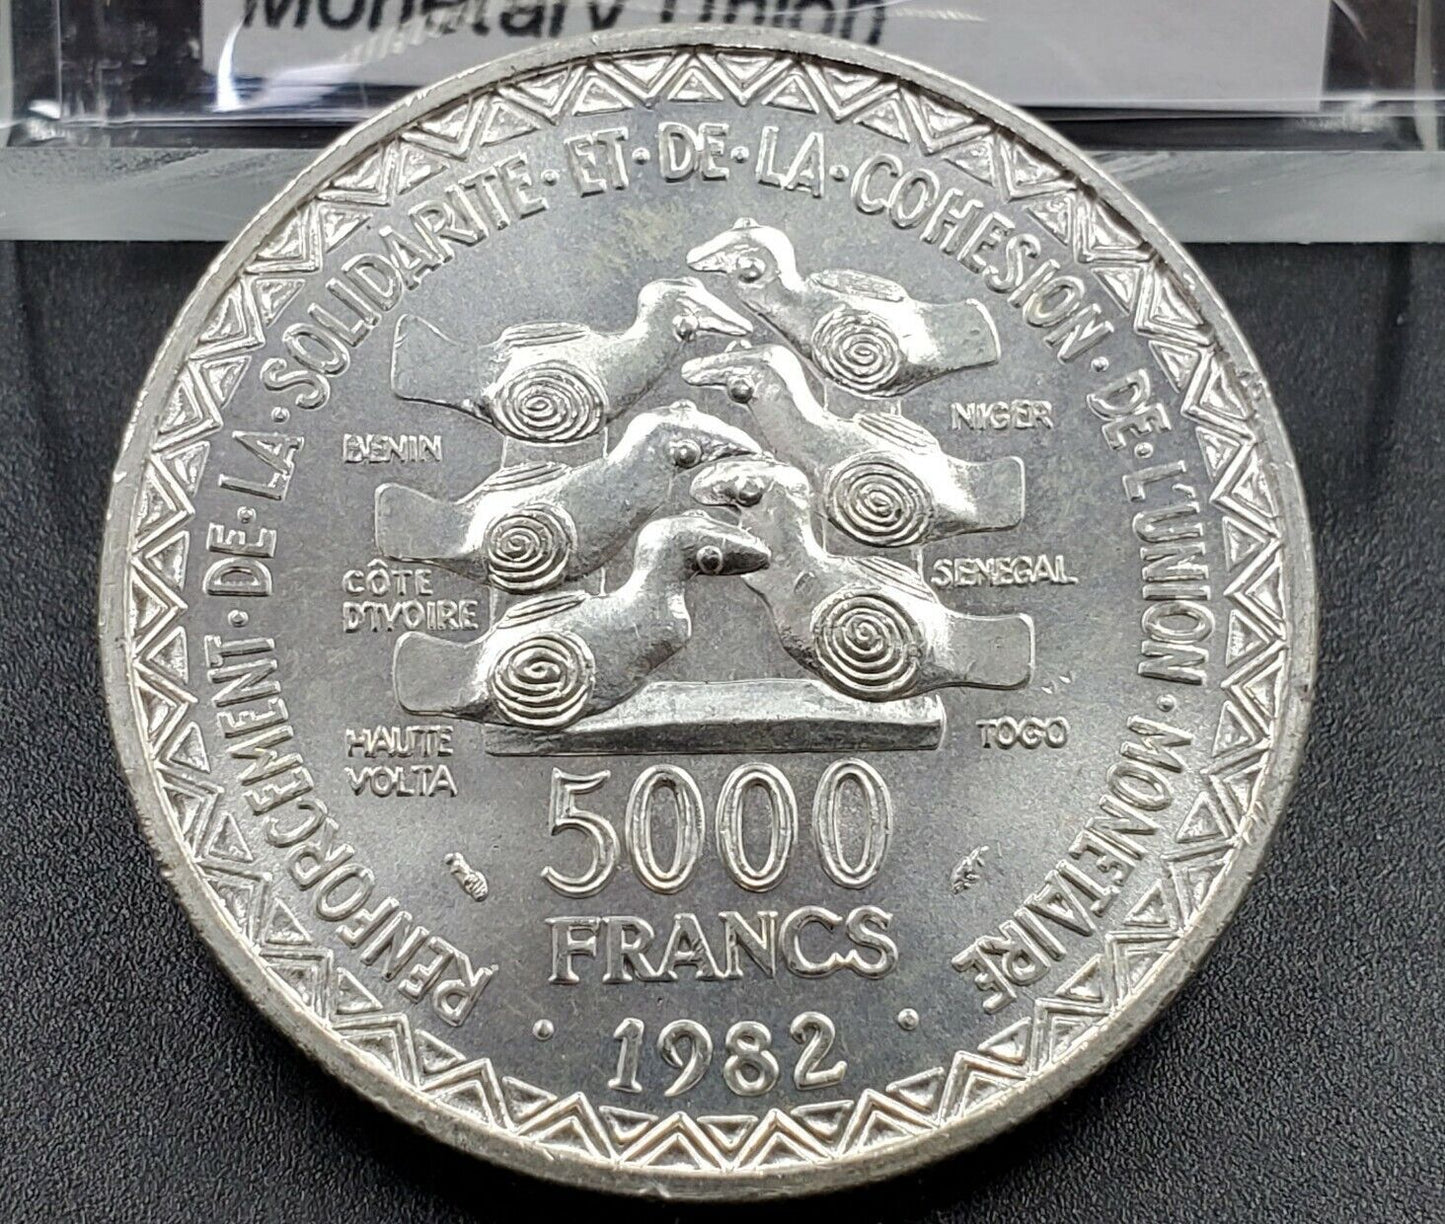 Monetary Union
RENFORCEMENT·DE·LA·SOLIDARITE·ET·DE·LA·COHESION·DE·L'UNION·MONETAIRE
BENIN
NIGER
CÔTE
D'IVOIRE
SENEGAL
HAUTE
VOLTA
TOGO
5000
FRANCS
· 1982 ·